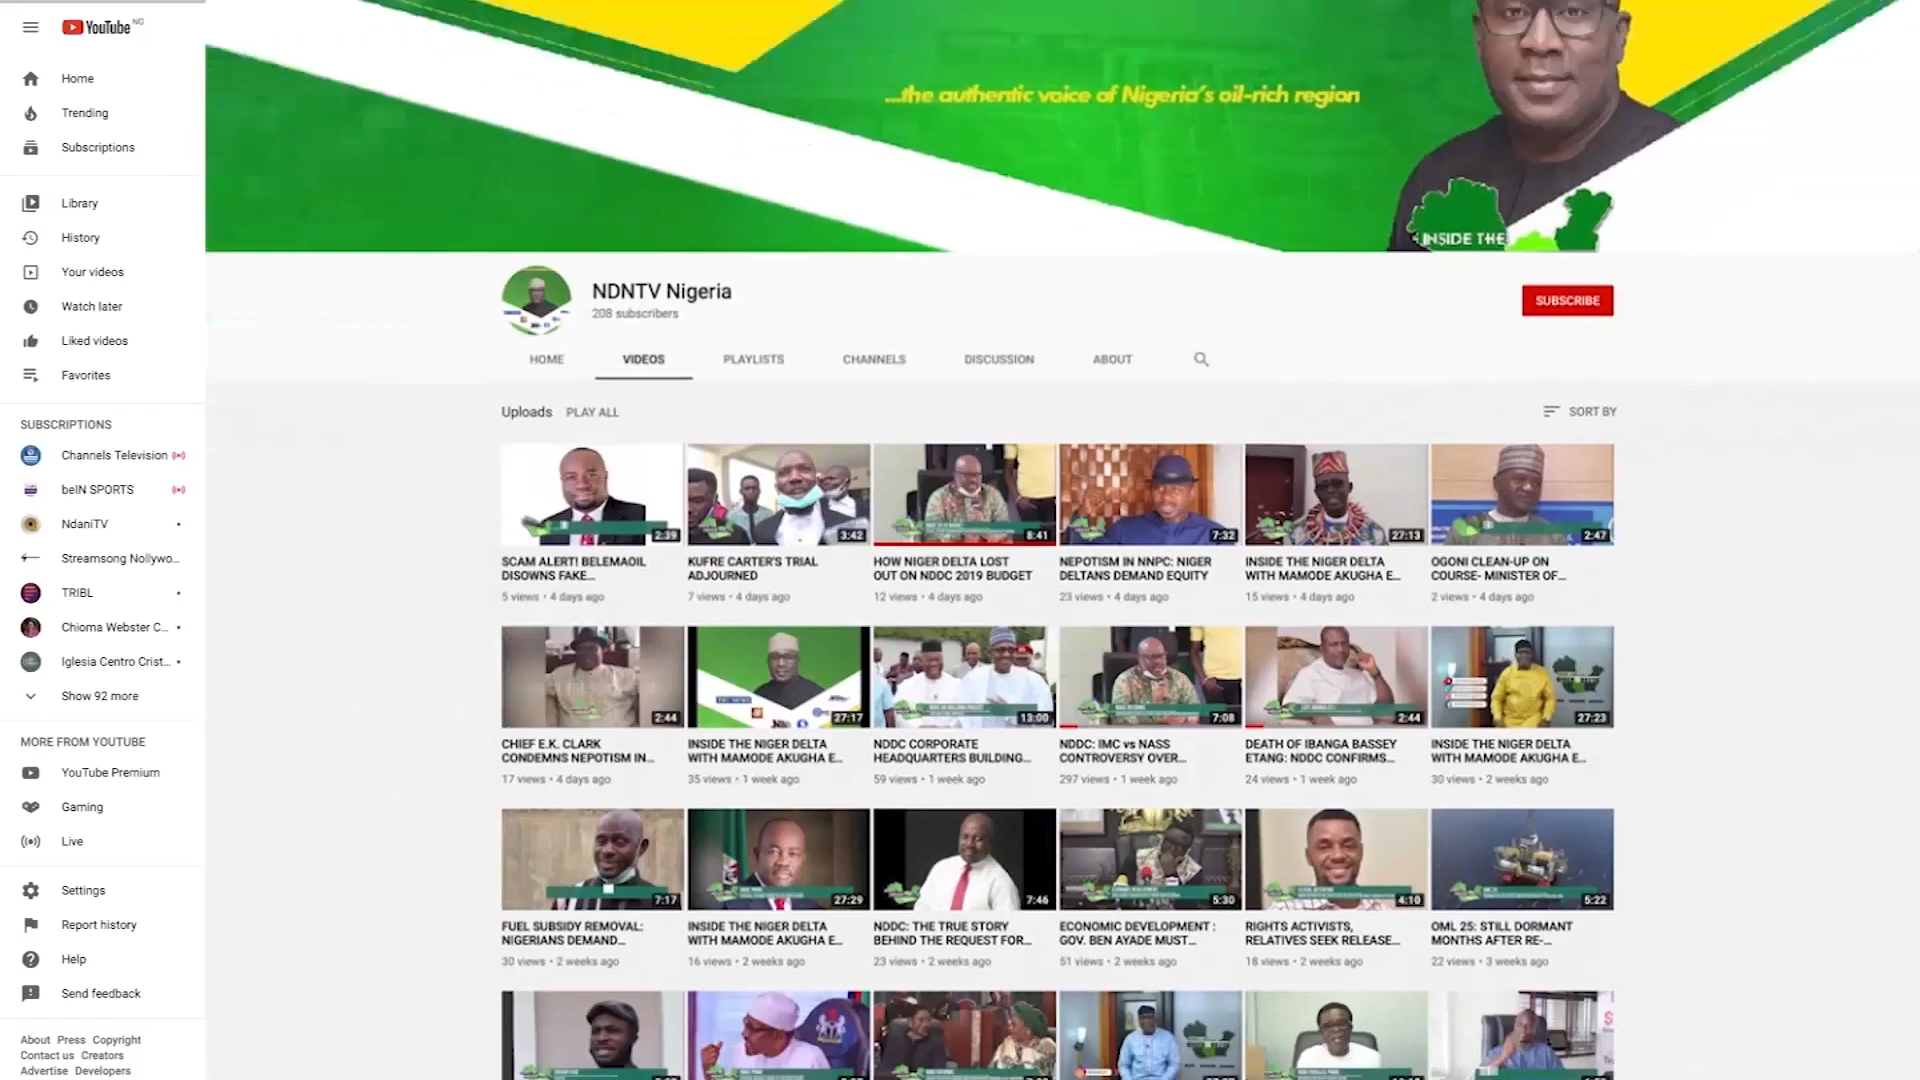 YouTube NG
Home
Trending
Subscriptions
Library
History
Your videos
Watch later
Liked videos
Favorites
SUBSCRIPTIONS
Channels Television
beIN SPORTS
NdaniTV
Streamsong Nollywo...
TRIBL
Chioma Webster C...
Iglesia Centro Crist...
Show 92 more
MORE FROM YOUTUBE
YouTube Premium
Gaming
Live
Settings
Report history
Help
Send feedback
About Press Copyright
Contact us Creators
Advertise Developers
...the authentic voice of Nigeria's oil-rich region
INSIDE THE
NDNTV Nigeria
208 subscribers
SUBSCRIBE
HOME VIDEOS PLAYLISTS CHANNELS DISCUSSION ABOUT
Uploads PLAY ALL
SORT BY
2:39
SCAM ALERT! BELEMAOIL
DISOWNS FAKE...
5 views • 4 days ago
3:42
KUFRE CARTER'S TRIAL
ADJOURNED
7 views • 4 days ago
8:41
HOW NIGER DELTA LOST
OUT ON NDDC 2019 BUDGET
12 views • 4 days ago
7:32
NEPOTISM IN NNPC: NIGER
DELTANS DEMAND EQUITY
23 views • 4 days ago
27:13
INSIDE THE NIGER DELTA
WITH MAMODE AKUGHA E...
15 views • 4 days ago
2:47
OGONI CLEAN-UP ON
COURSE- MINISTER OF...
2 views • 4 days ago
2:44
CHIEF E.K. CLARK
CONDEMNS NEPOTISM IN...
17 views • 4 days ago
27:17
INSIDE THE NIGER DELTA
WITH MAMODE AKUGHA E...
35 views • 1 week ago
13:00
NDDC CORPORATE
HEADQUARTERS BUILDING...
59 views • 1 week ago
7:08
NDDC: IMC vs NASS
CONTROVERSY OVER...
297 views • 1 week ago
2:44
DEATH OF IBANGA BASSEY
ETANG: NDDC CONFIRMS...
24 views • 1 week ago
27:23
INSIDE THE NIGER DELTA
WITH MAMODE AKUGHA E...
30 views • 2 weeks ago
7:17
FUEL SUBSIDY REMOVAL:
NIGERIANS DEMAND...
30 views • 2 weeks ago
27:29
INSIDE THE NIGER DELTA
WITH MAMODE AKUGHA E...
16 views • 2 weeks ago
7:46
NDDC: THE TRUE STORY
BEHIND THE REQUEST FOR...
23 views • 2 weeks ago
5:30
ECONOMIC DEVELOPMENT :
GOV. BEN AYADE MUST...
51 views • 2 weeks ago
4:10
RIGHTS ACTIVISTS,
RELATIVES SEEK RELEASE...
18 views • 2 weeks ago
5:22
OML 25: STILL DORMANT
MONTHS AFTER RE-...
22 views • 3 weeks ago